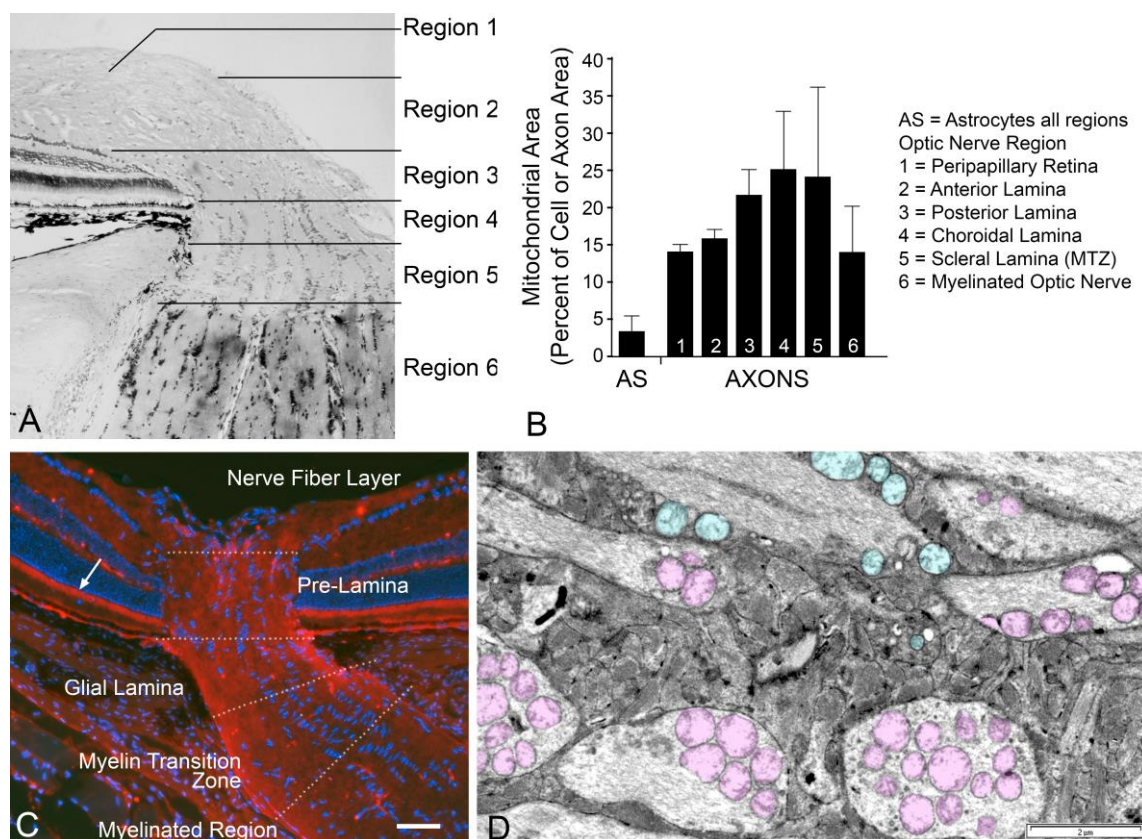 Region 1
Region 2
Region 3
Region 4
Region 5
Region 6
A
Mitochondrial Area
(Percent of Cell or Axon Area)
40
35
30
25
20
15
10
5
0
1 2 3 4 5 6
AS AXONS
B
AS = Astrocytes all regions
Optic Nerve Region
1 = Peripapillary Retina
2 = Anterior Lamina
3 = Posterior Lamina
4 = Choroidal Lamina
5 = Scleral Lamina (MTZ)
6 = Myelinated Optic Nerve
Nerve Fiber Layer
Pre-Lamina
Glial Lamina
Myelin Transition
Zone
Myelinated Region
C
D
2 µm